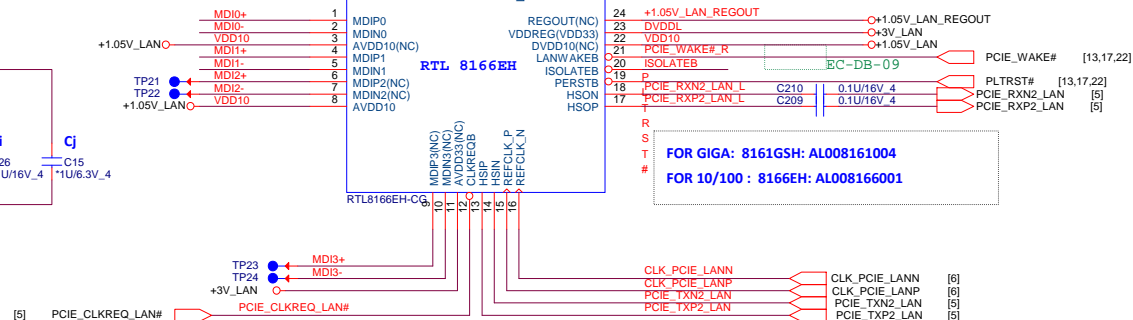 MDI0+ 1 MDIP0 REGOUT(NC) 24 +1.05V_LAN_REGOUT +1.05V_LAN_REGOUT
MDI0- 2 MDIN0 VDDREG(VDD33) 23 DVDDL +3V_LAN
+1.05V_LAN VDD10 3 AVDD10(NC) DVDD10(NC) 22 VDD10 +1.05V_LAN
MDI1+ 4 MDIP1 LANWAKEB 21 PCIE_WAKE#_R PCIE_WAKE# [13,17,22]
MDI1- 5 MDIN1 RTL 8166EH ISOLATEB 20 ISOLATEB EC-DB-09
TP21 MDI2+ 6 MDIP2(NC) PERSTB 19 PLTRST# PLTRST# [13,17,22]
TP22 MDI2- 7 MDIN2(NC) HSON 18 PCIE_RXN2_LAN_L C210 0.1U/16V_4 PCIE_RXN2_LAN [5]
+1.05V_LAN VDD10 8 AVDD10 HSOP 17 PCIE_RXP2_LAN_L C209 0.1U/16V_4 PCIE_RXP2_LAN [5]
Cj
C15
U/16V_4 *1U/6.3V_4
MDIP3(NC)
MDIN3(NC)
AVDD33(NC)
CLKREQB
HSIP
HSIN
REFCLK_P
REFCLK_N
FOR GIGA: 8161GSH: AL008161004
FOR 10/100 : 8166EH: AL008166001
RTL8166EH-CG
9 10 11 12 13 14 15 16
TP23 MDI3+
TP24 MDI3-
+3V_LAN
CLK_PCIE_LANN CLK_PCIE_LANN [6]
CLK_PCIE_LANP CLK_PCIE_LANP [6]
PCIE_TXN2_LAN PCIE_TXN2_LAN [5]
PCIE_TXP2_LAN PCIE_TXP2_LAN [5]
[5] PCIE_CLKREQ_LAN# PCIE_CLKREQ_LAN#